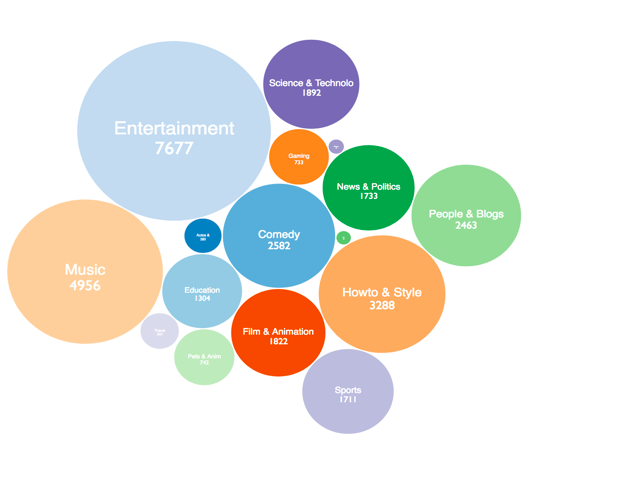 Science & Technolo
1892
Entertainment
7677
Gaming
733
News & Politics
1733
People & Blogs
2463
Comedy
2582
Autos &
Music
4956
Education
1304
Howto & Style
3288
Film & Animation
1822
Pets & Anim
742
Sports
1711